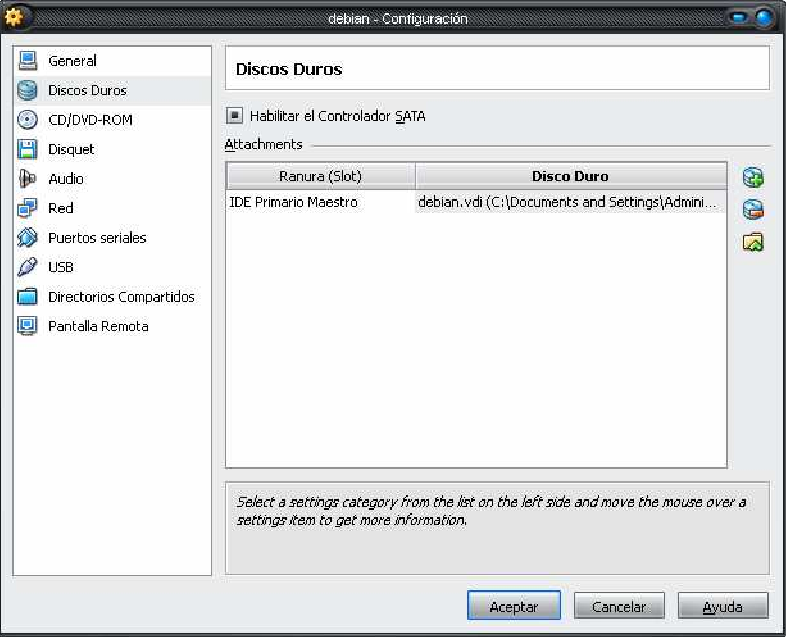 debian - Configuración
General
Discos Duros
CD/DVD-ROM
Disquet
Audio
Red
Puertos seriales
USB
Directorios Compartidos
Pantalla Remota
Discos Duros
Habilitar el Controlador SATA
Attachments
Ranura (Slot) Disco Duro
IDE Primario Maestro debian.vdi (C:\Documents and Settings\Admini...
Select a settings category from the list on the left side and move the mouse over a
settings item to get more information.
Aceptar Cancelar Ayuda